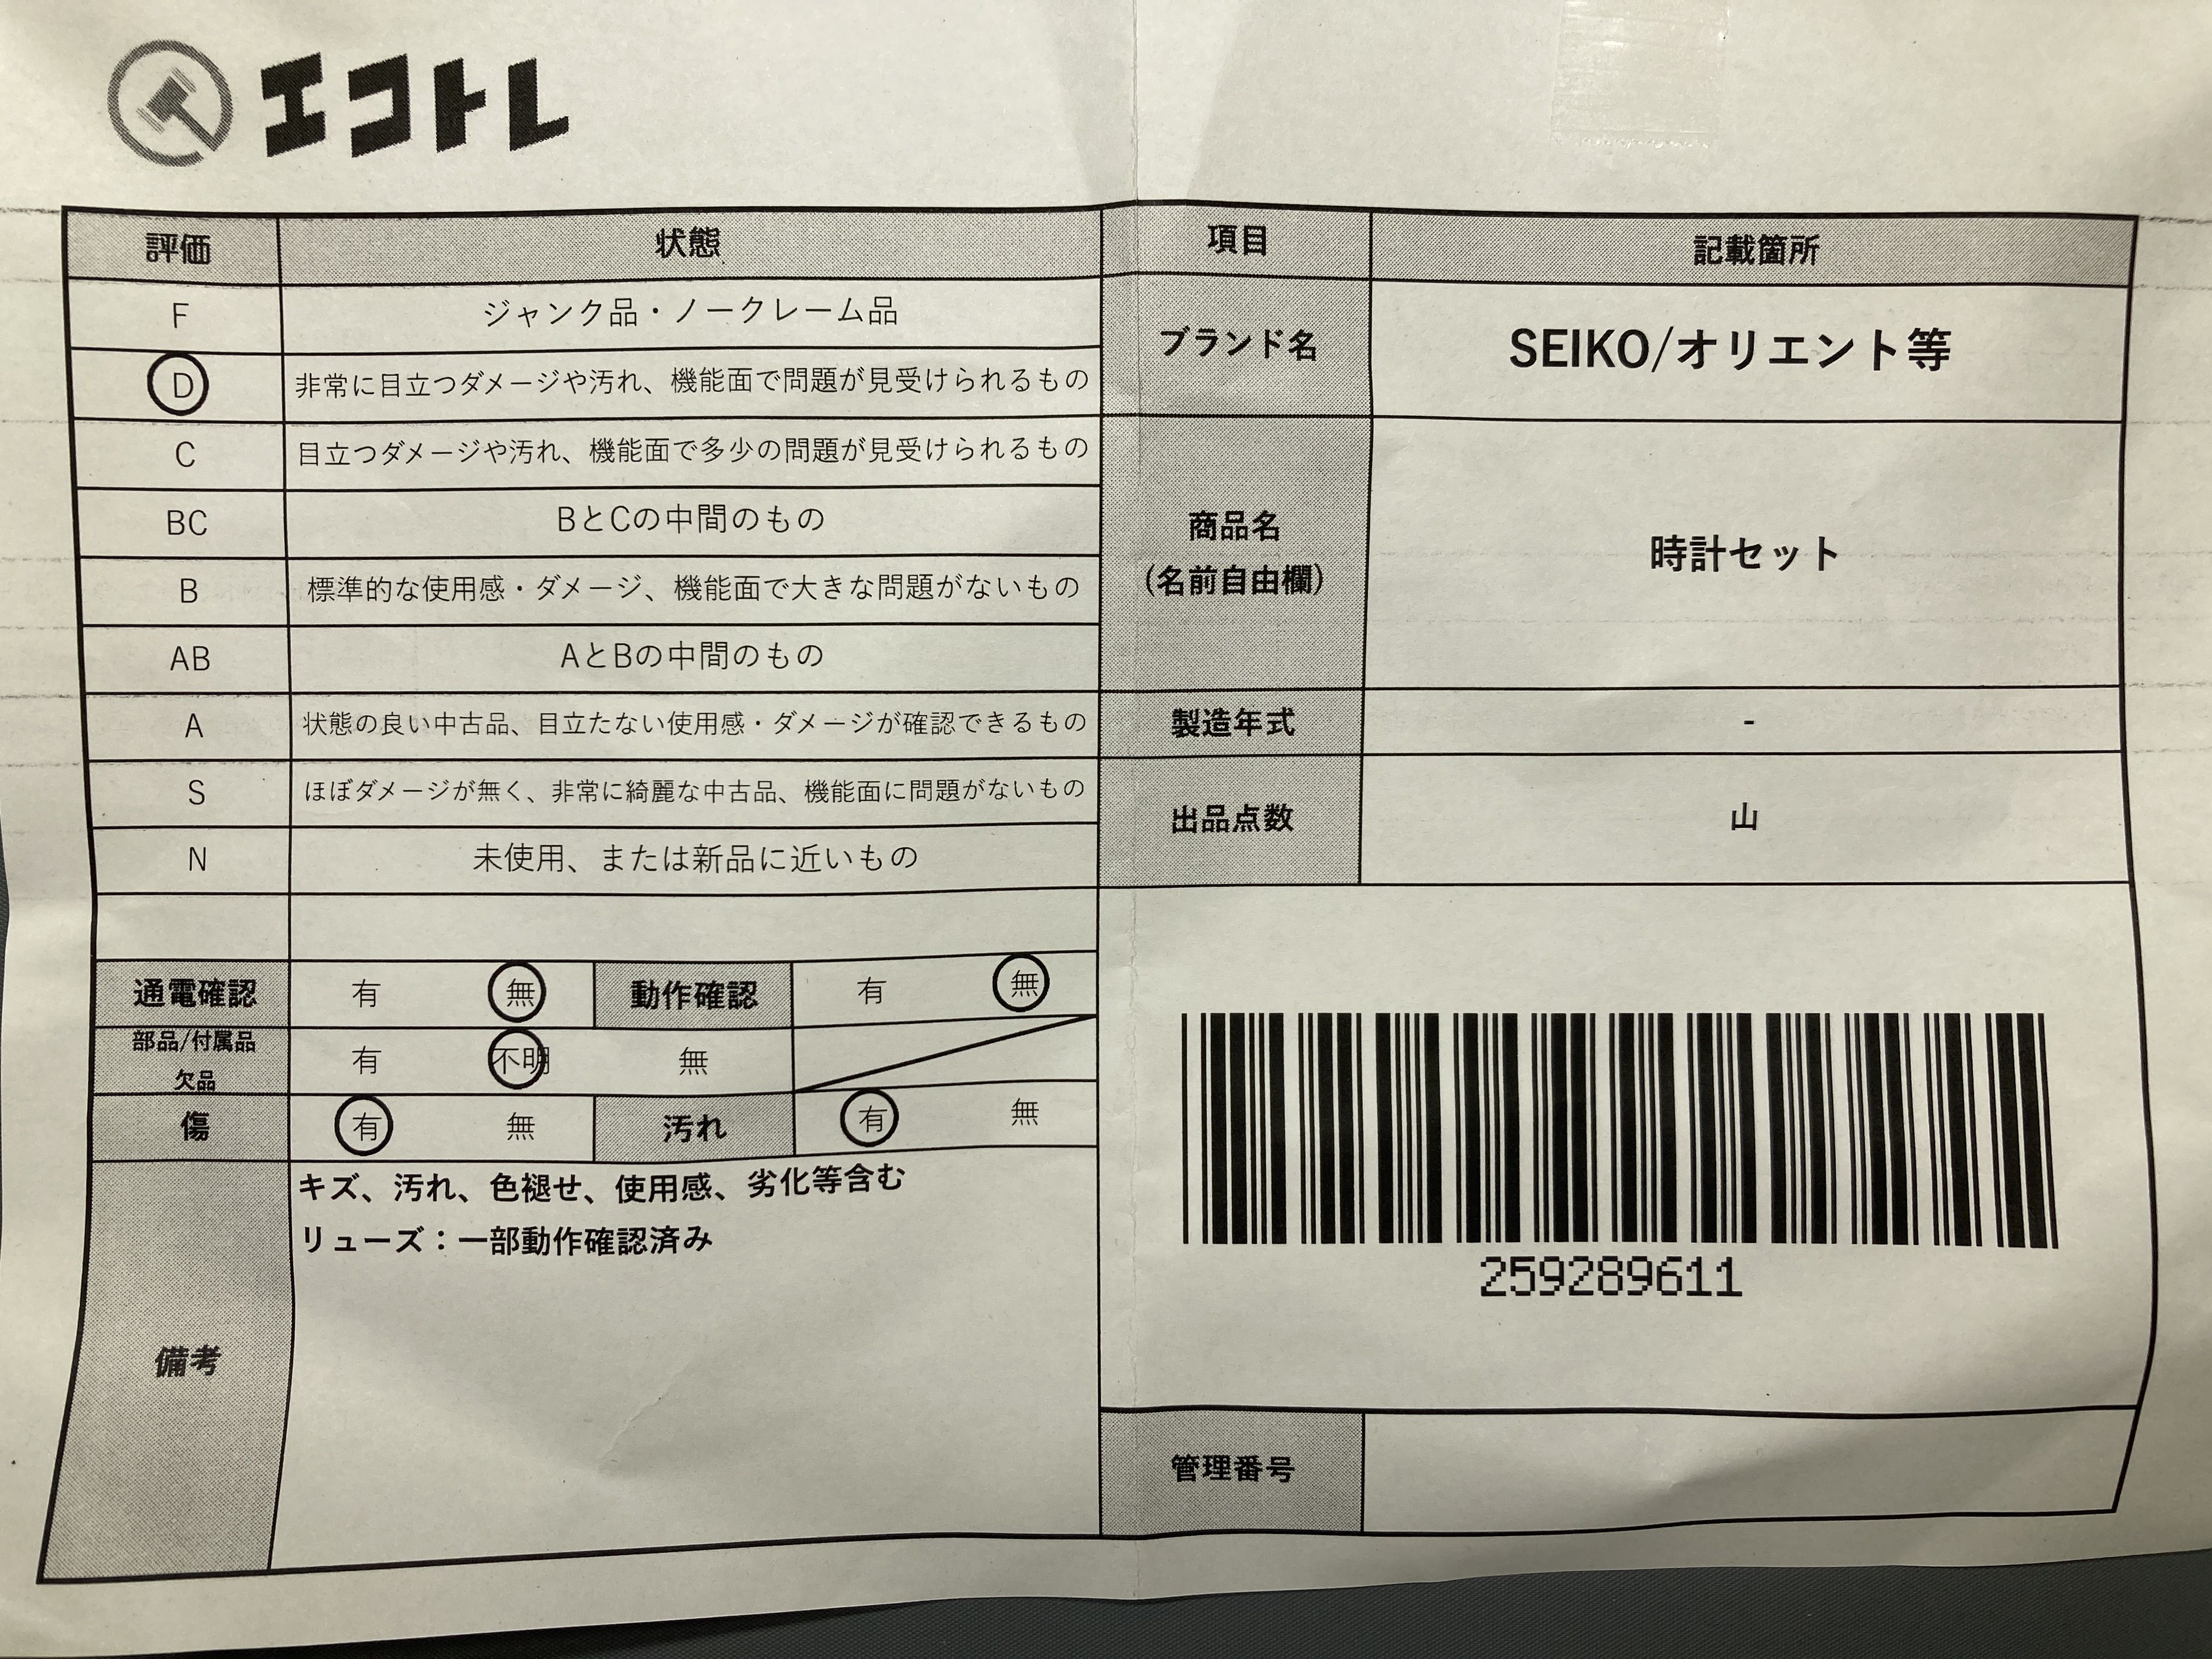 エコトレ
評価 状態
F ジャンク品・ノークレーム品
D 非常に目立つダメージや汚れ、機能面で問題が見受けられるもの
C 目立つダメージや汚れ、機能面で多少の問題が見受けられるもの
BC BとCの中間のもの
B 標準的な使用感・ダメージ、機能面で大きな問題がないもの
AB AとBの中間のもの
A 状態の良い中古品、目立たない使用感・ダメージが確認できるもの
S ほぼダメージが無く、非常に綺麗な中古品、機能面に問題がないもの
N 未使用、または新品に近いもの
通電確認 有 無 動作確認 有 無
部品/付属品
欠品 有 不明 無
傷 有 無 汚れ 有 無
備考
キズ、汚れ、色褪せ、使用感、劣化等含む
リューズ：一部動作確認済み
項目 記載箇所
ブランド名 SEIKO/オリエント等
商品名
(名前自由欄) 時計セット
製造年式 -
出品点数 山
259289611
管理番号